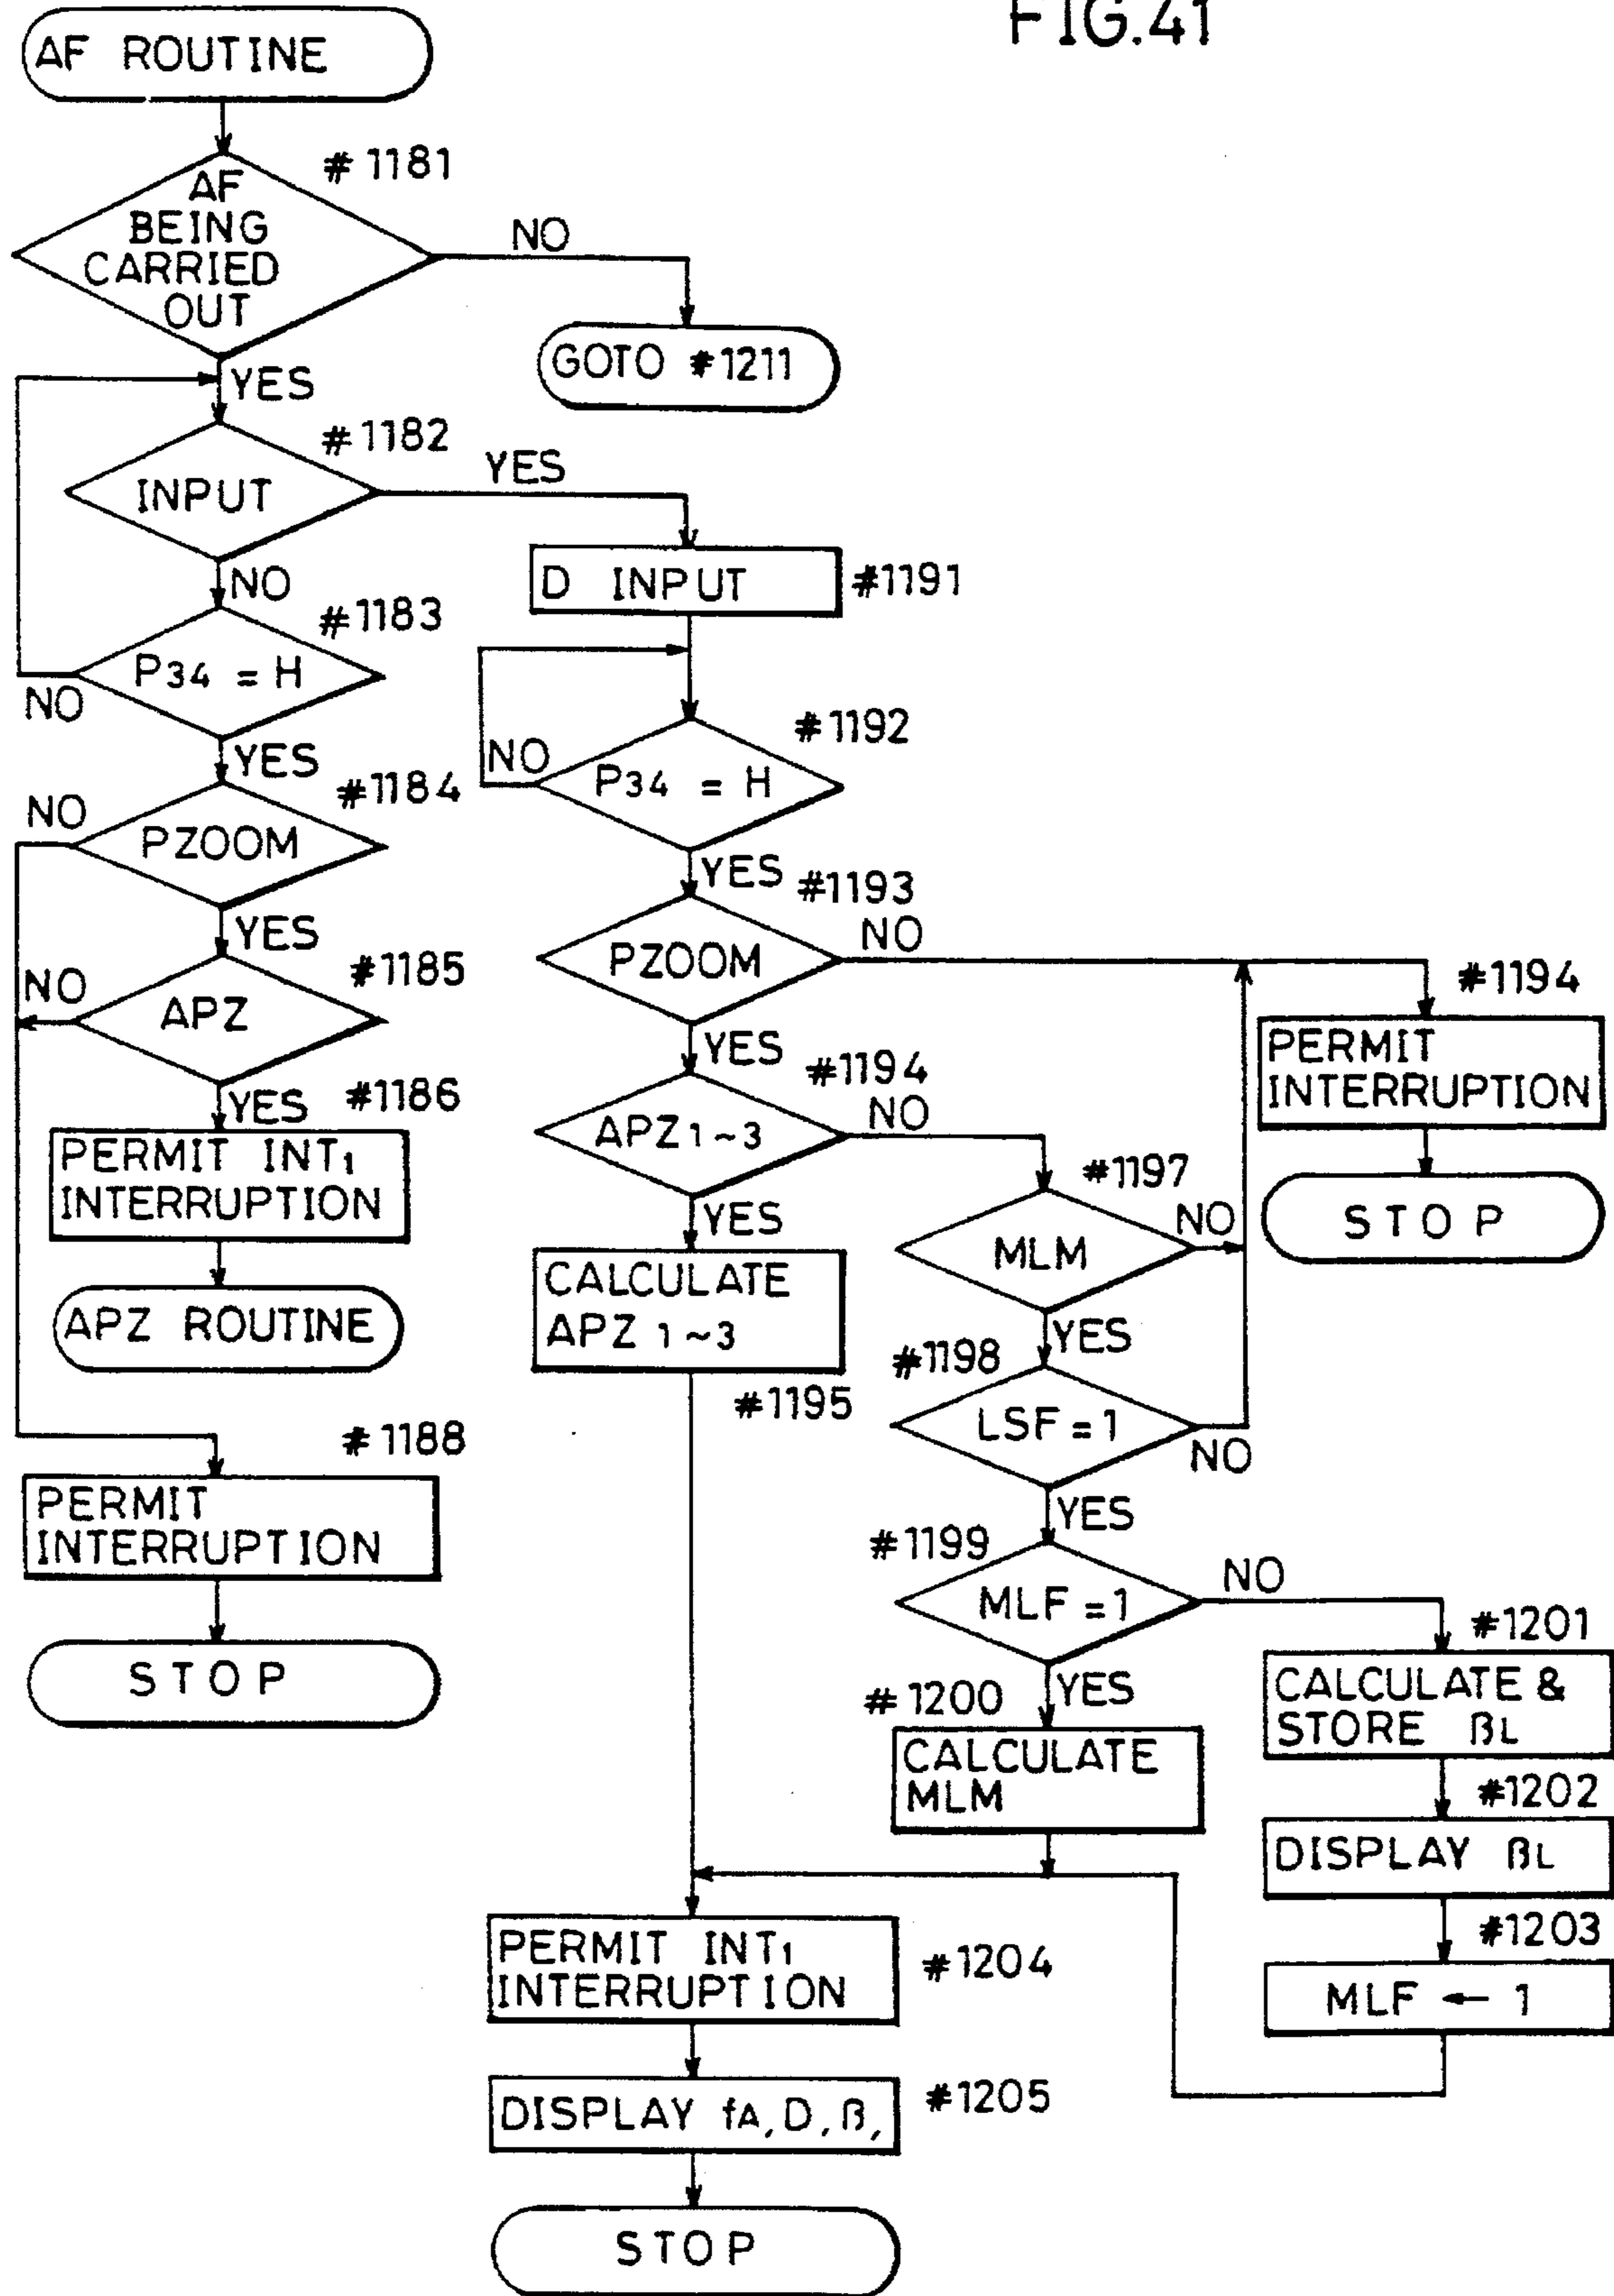 FIG.41
AF ROUTINE
#1181
AF
BEING
CARRIED
OUT
NO
GOTO #1211
YES
#1182
INPUT
YES
NO
D INPUT
#1191
#1183
P34 = H
NO
YES
#1192
P34 = H
NO
YES
#1184
PZOOM
NO
YES
#1193
PZOOM
NO
YES
#1185
APZ
NO
YES
#1194
PERMIT
INTERRUPTION
STOP
#1194
APZ 1~3
NO
YES
#1186
PERMIT INT1
INTERRUPTION
APZ ROUTINE
#1197
MLM
NO
YES
CALCULATE
APZ 1~3
#1195
#1198
LSF = 1
NO
YES
#1188
PERMIT
INTERRUPTION
STOP
#1199
MLF = 1
NO
YES
#1201
CALCULATE &
STORE βL
#1200
CALCULATE
MLM
#1202
DISPLAY βL
#1203
MLF ← 1
PERMIT INT1
INTERRUPTION
#1204
DISPLAY fA, D, β,
#1205
STOP